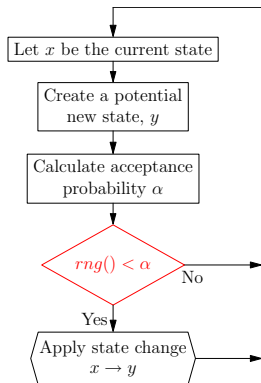 Let x be the current state
Create a potential
new state, y
Calculate acceptance
probability α
rng() < α
No
Yes
Apply state change
x → y